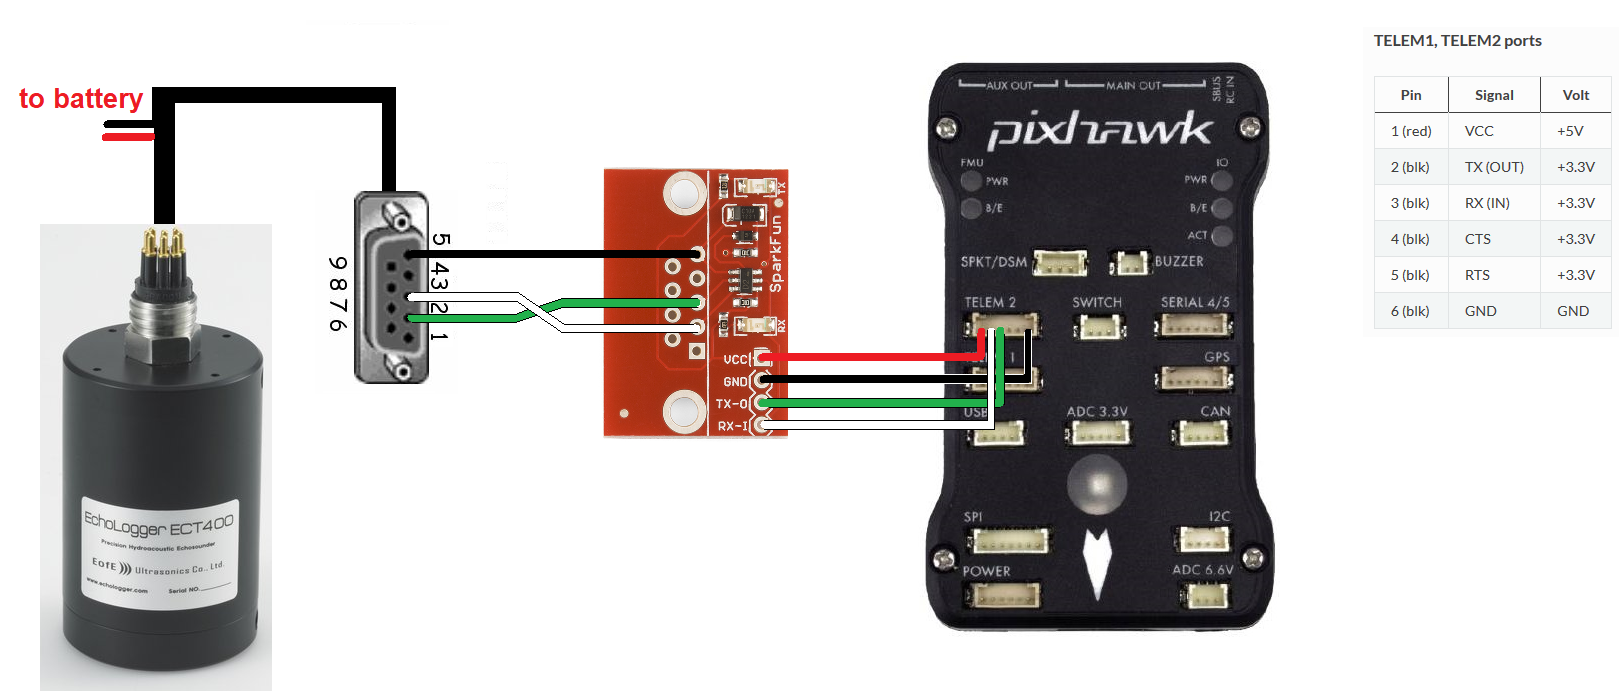 to battery
5
4
3
2
1
9
8
7
6
EchoLogger ECT400
Precision Hydroacoustic Echosounder
EofE Ultrasonics Co., Ltd.
www.echologger.com Serial NO.
TX
SparkFun
RX
VCC
GND
TX-O
RX-I
AUX OUT
MAIN OUT
SBUS
RC IN
pixhawk
FMU
IO
PWR
PWR
B/E
B/E
ACT
SPKT/DSM
BUZZER
TELEM 2
SWITCH
SERIAL 4/5
1
GPS
USB
ADC 3.3V
CAN
SPI
I2C
POWER
ADC 6.6V
TELEM1, TELEM2 ports
Pin Signal Volt
1 (red) VCC +5V
2 (blk) TX (OUT) +3.3V
3 (blk) RX (IN) +3.3V
4 (blk) CTS +3.3V
5 (blk) RTS +3.3V
6 (blk) GND GND